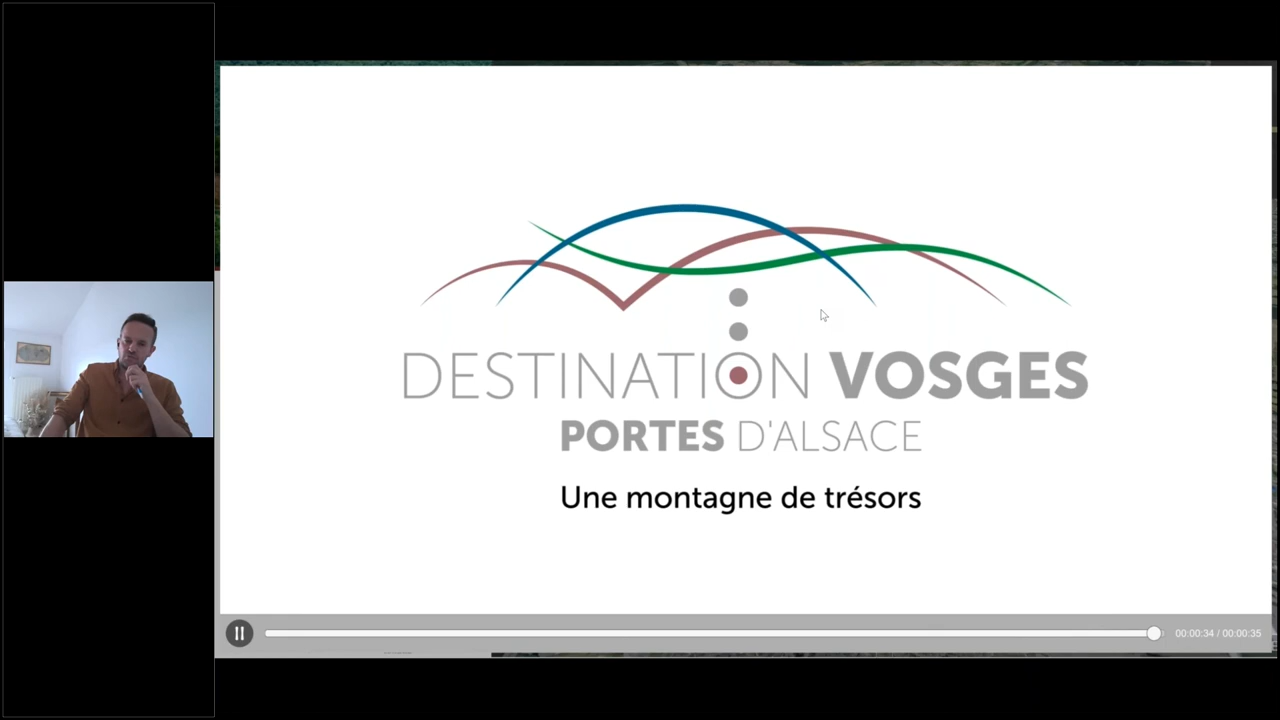 DESTINATION VOSGES
PORTES D'ALSACE
Une montagne de trésors
00:00:34 / 00:00:35